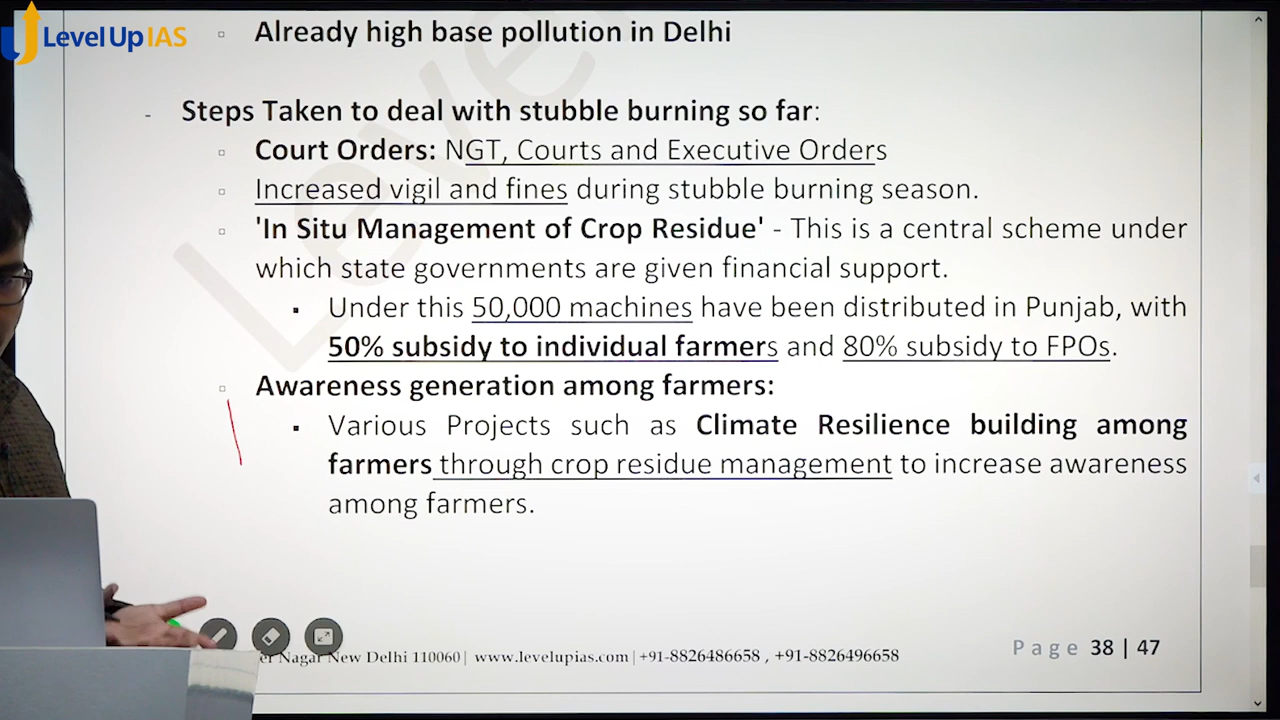 LevelUp IAS
Already high base pollution in Delhi
- Steps Taken to deal with stubble burning so far:
Court Orders: NGT, Courts and Executive Orders
Increased vigil and fines during stubble burning season.
'In Situ Management of Crop Residue' - This is a central scheme under
which state governments are given financial support.
Under this 50,000 machines have been distributed in Punjab, with
50% subsidy to individual farmers and 80% subsidy to FPOs.
Awareness generation among farmers:
Various Projects such as Climate Resilience building among
farmers through crop residue management to increase awareness
among farmers.
Nagar New Delhi 110060| www.levelupias.com | +91-8826486658 , +91-8826496658
Page 38 | 47